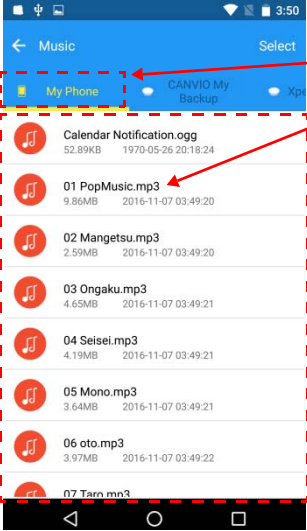 3:50
Music
Select
My Phone
CANVIO My
Backup
Xpe
Calendar Notification.ogg
52.89KB 1970-05-26 20:18:24
01 PopMusic.mp3
9.86MB 2016-11-07 03:49:20
02 Mangetsu.mp3
2.59MB 2016-11-07 03:49:20
03 Ongaku.mp3
4.65MB 2016-11-07 03:49:21
04 Seisei.mp3
4.19MB 2016-11-07 03:49:21
05 Mono.mp3
3.64MB 2016-11-07 03:49:21
06 oto.mp3
3.97MB 2016-11-07 03:49:22
07 Taro.mp3